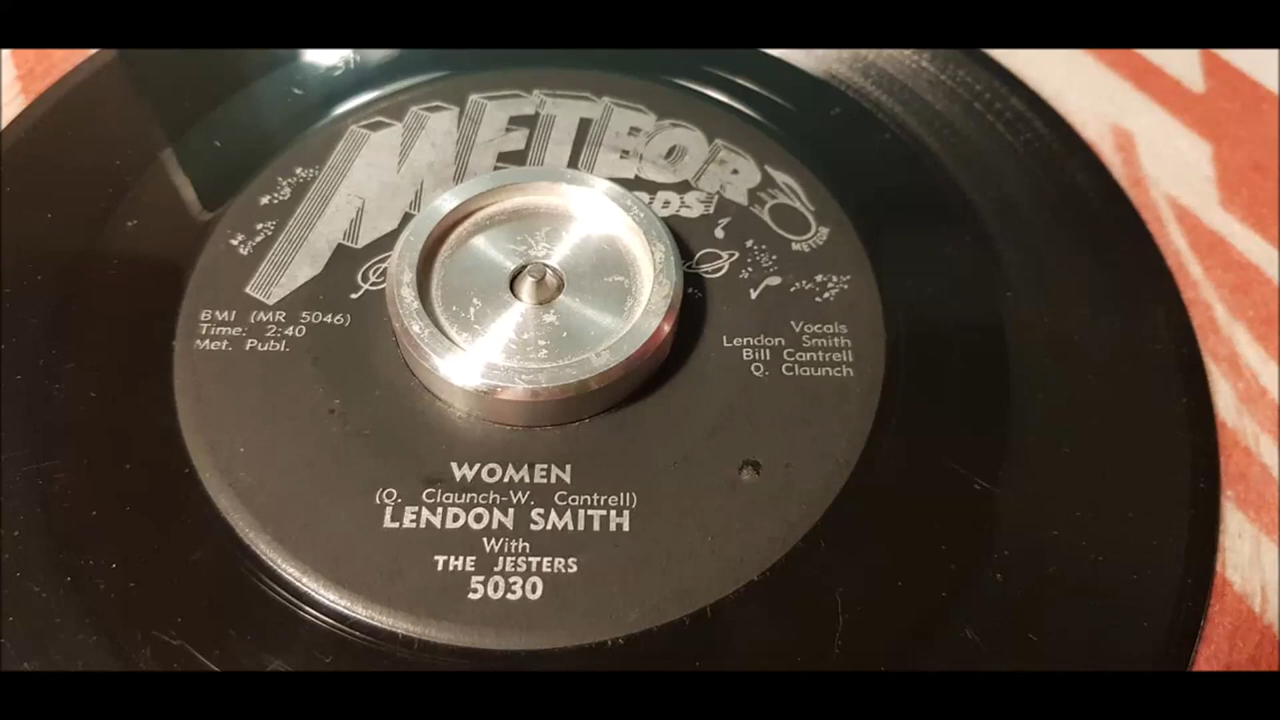 METEOR
METEOR
BMI (MR 5046)
Time: 2:40
Met. Publ.
Vocals
Lendon Smith
Bill Cantrell
Q. Claunch
WOMEN
(Q. Claunch-W. Cantrell)
LENDON SMITH
With
THE JESTERS
5030